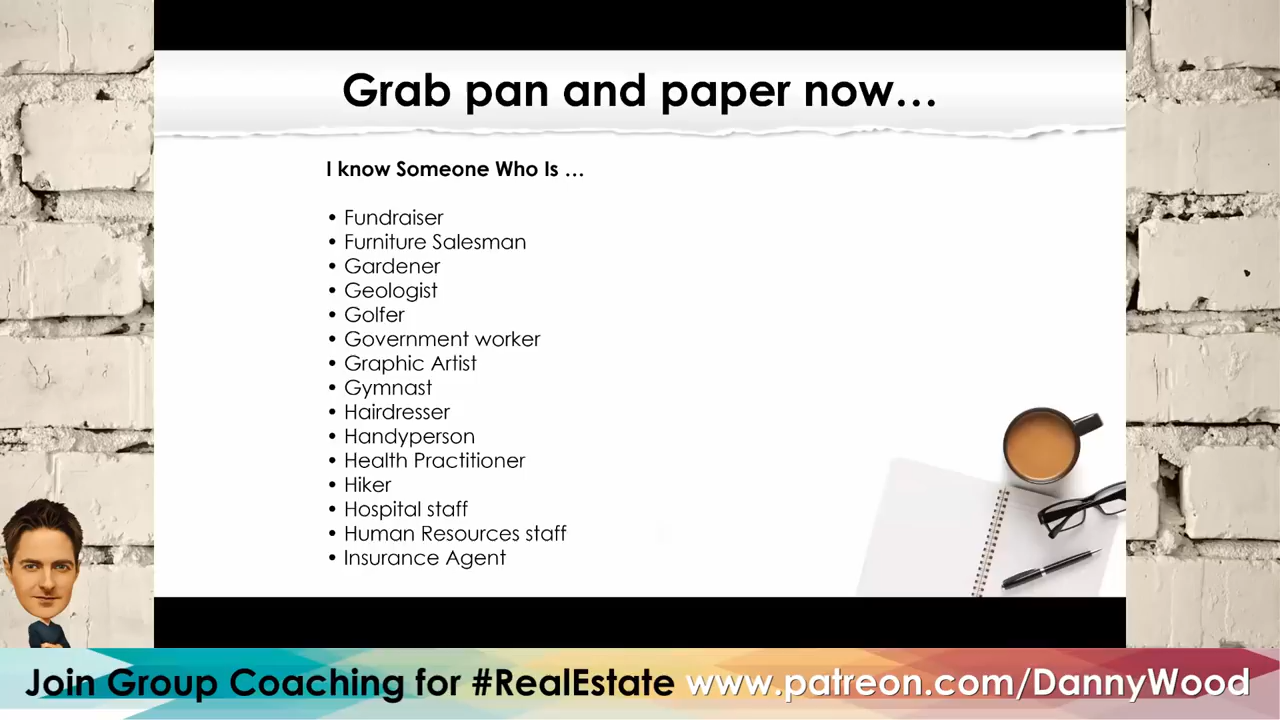 Grab pan and paper now...
I know Someone Who Is ...
• Fundraiser
• Furniture Salesman
• Gardener
• Geologist
• Golfer
• Government worker
• Graphic Artist
• Gymnast
• Hairdresser
• Handyperson
• Health Practitioner
• Hiker
• Hospital staff
• Human Resources staff
• Insurance Agent
Join Group Coaching for #RealEstate www.patreon.com/DannyWood